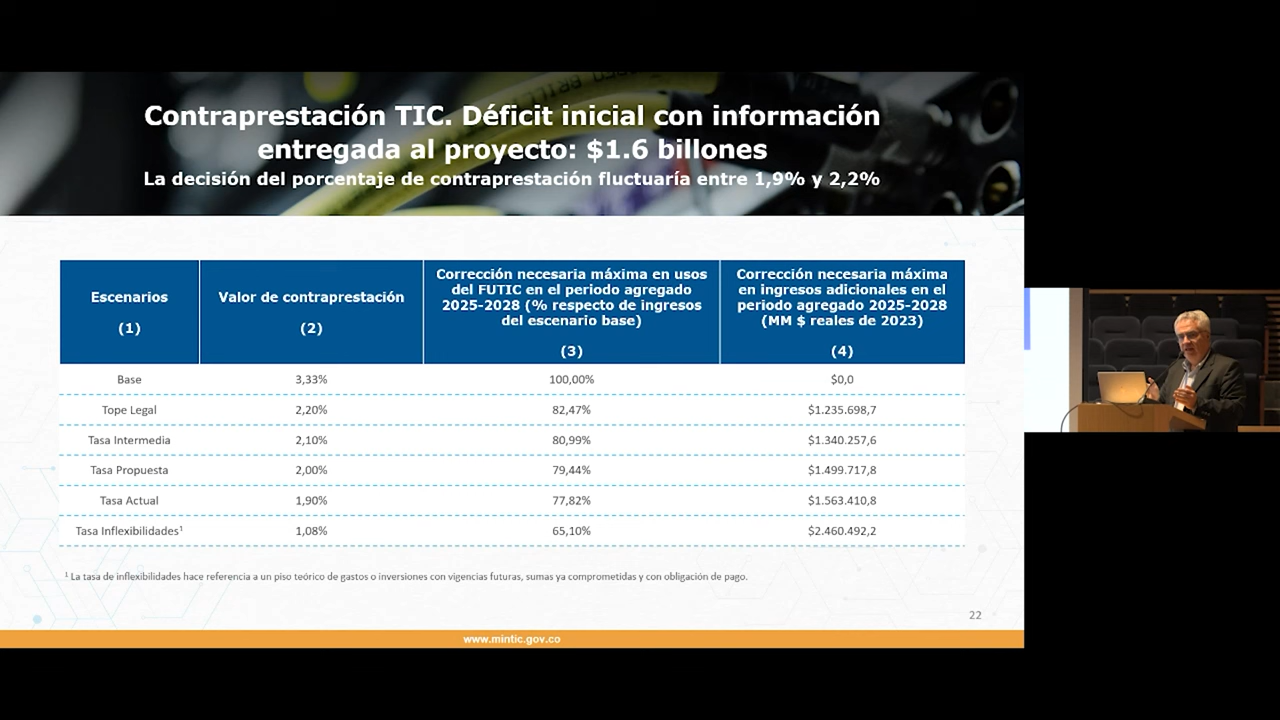 Contraprestación TIC. Déficit inicial con información
entregada al proyecto: $1.6 billones
La decisión del porcentaje de contraprestación fluctuaría entre 1,9% y 2,2%
Escenarios
(1)
Valor de contraprestación
(2)
Corrección necesaria máxima en usos
del FUTIC en el periodo agregado
2025-2028 (% respecto de ingresos
del escenario base)
(3)
Corrección necesaria máxima
en ingresos adicionales en el
periodo agregado 2025-2028
(MM $ reales de 2023)
(4)
Base 3,33% 100,00% $0,0
Tope Legal 2,20% 82,47% $1.235.698,7
Tasa Intermedia 2,10% 80,99% $1.340.257,6
Tasa Propuesta 2,00% 79,44% $1.499.717,8
Tasa Actual 1,90% 77,82% $1.563.410,8
Tasa Inflexibilidades¹ 1,08% 65,10% $2.460.492,2
¹ La tasa de inflexibilidades hace referencia a un piso teórico de gastos o inversiones con vigencias futuras, sumas ya comprometidas y con obligación de pago.
22
www.mintic.gov.co